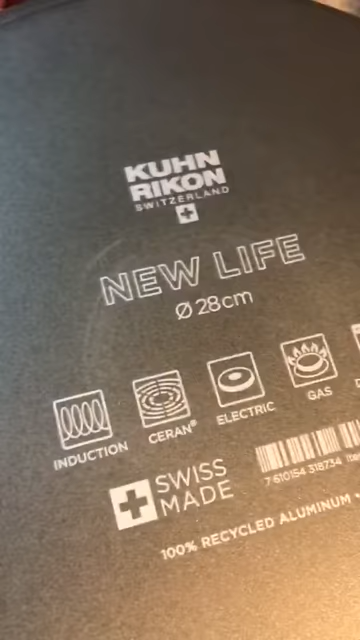 KUHN
RIKON
SWITZERLAND
NEW LIFE
Ø 28cm
INDUCTION
CERAN®
ELECTRIC
GAS
SWISS
MADE
7 610154 318734
100% RECYCLED ALUMINUM